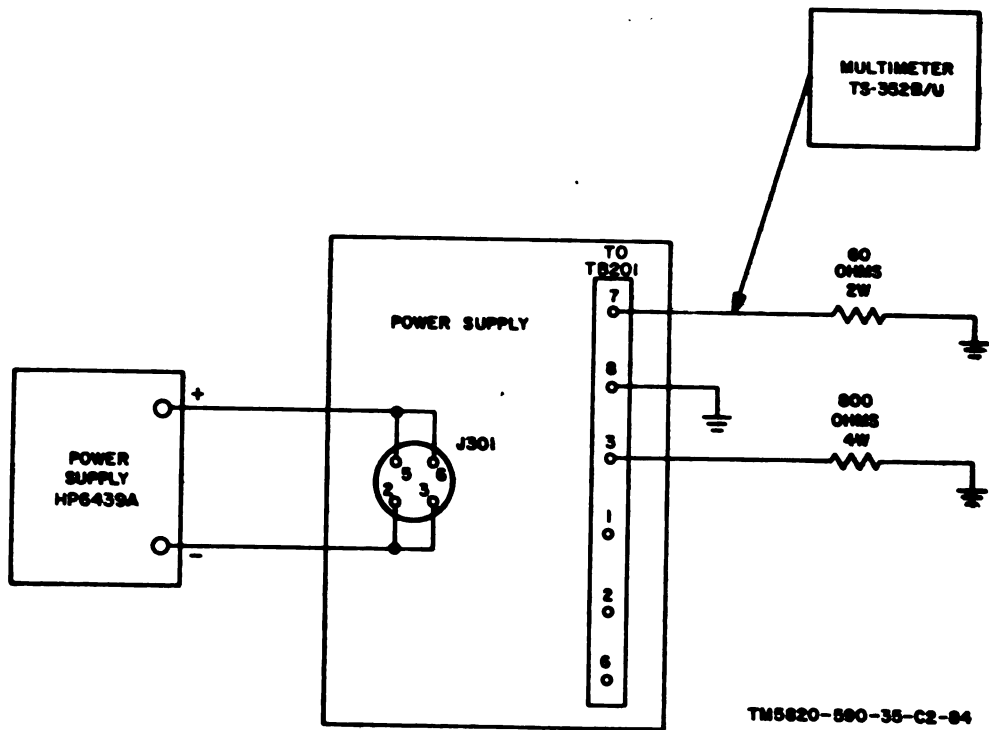 MULTIMETER
TS-352B/U
TO
TB201
7
60
OHMS
2W
POWER SUPPLY
8
+
800
OHMS
4W
3
J301
POWER
SUPPLY
HP6439A
5 6
2 3
1
-
2
6
TM5820-590-35-C2-84